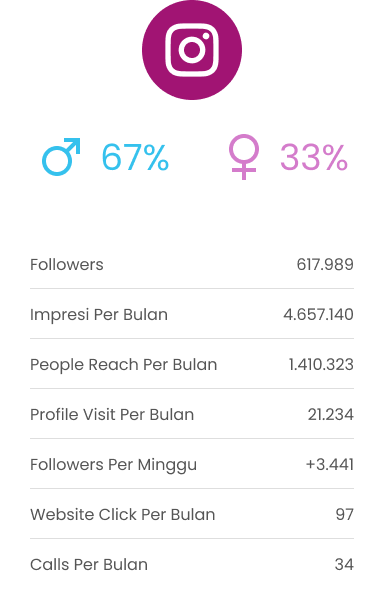 67% 33%
Followers 617.989
Impresi Per Bulan 4.657.140
People Reach Per Bulan 1.410.323
Profile Visit Per Bulan 21.234
Followers Per Minggu +3.441
Website Click Per Bulan 97
Calls Per Bulan 34